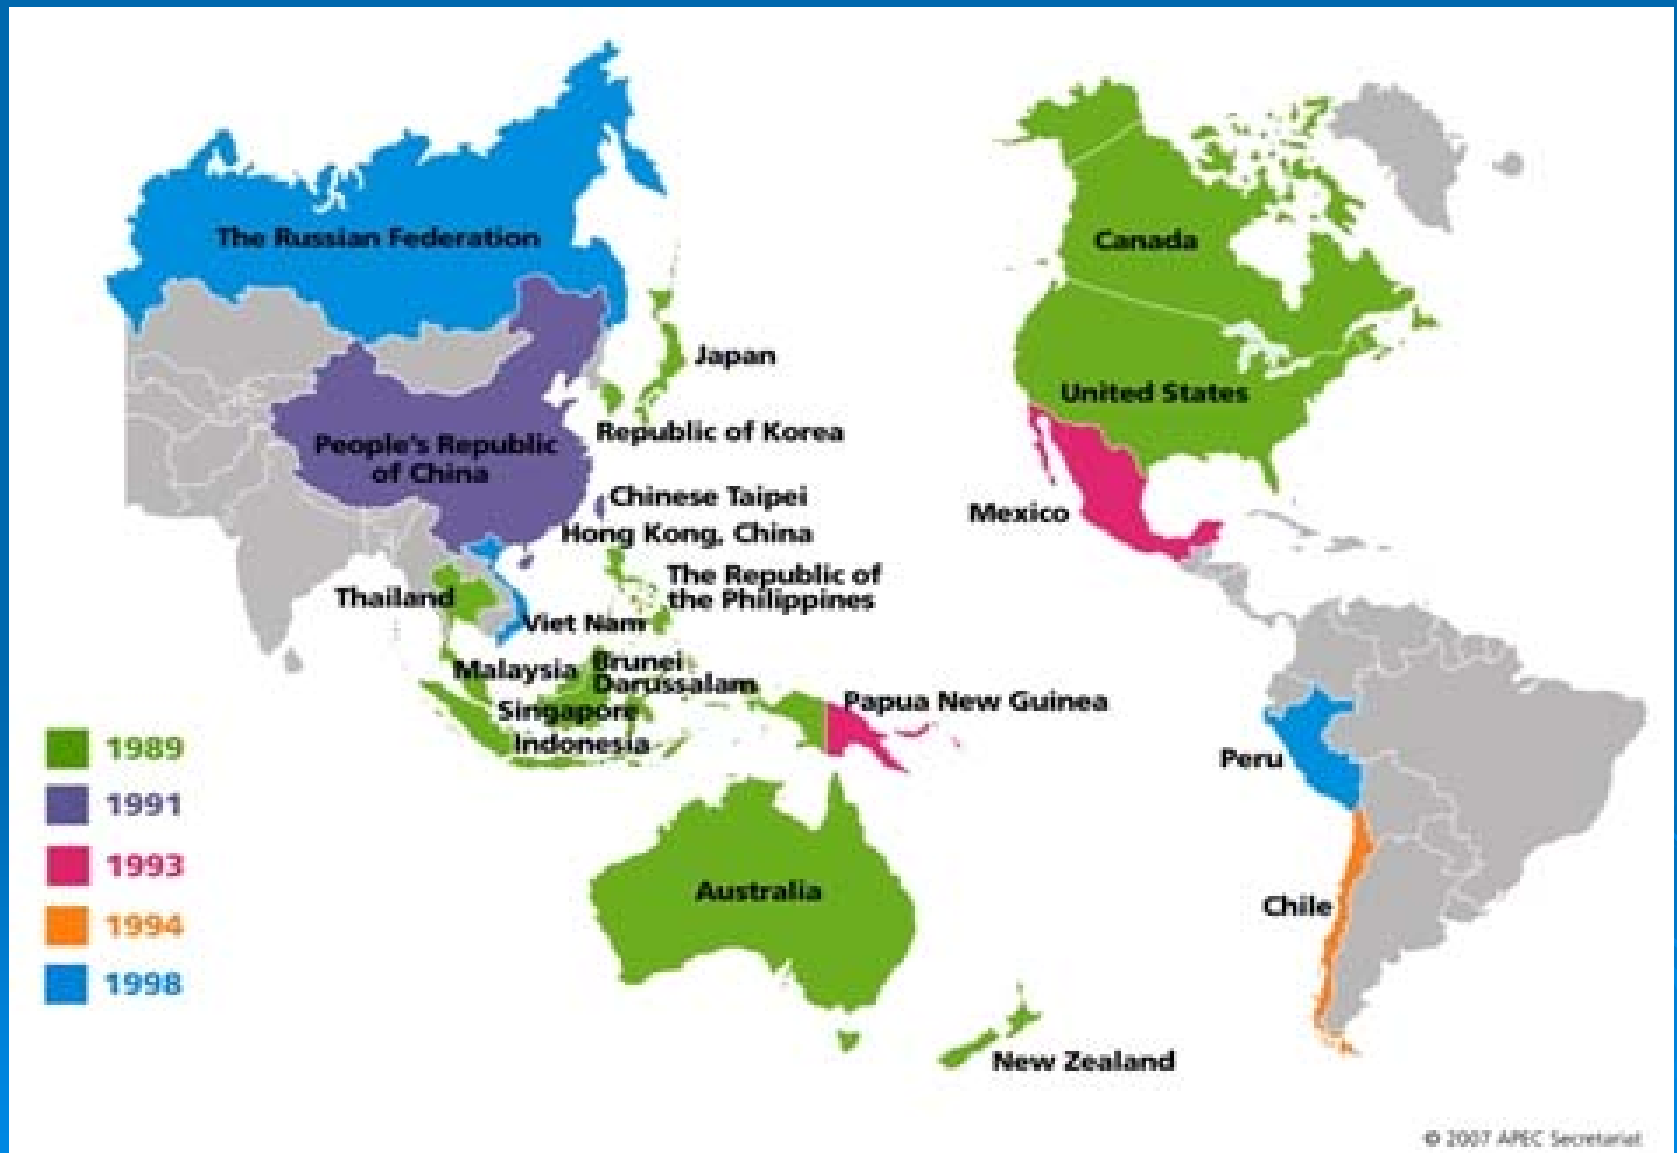 The Russian Federation
Canada
Japan
United States
Republic of Korea
People's Republic
of China
Chinese Taipei
Mexico
Hong Kong, China
The Republic of
the Philippines
Thailand
Viet Nam
Malaysia
Brunei
Darussalam
Papua New Guinea
Singapore
Indonesia
Peru
1989
1991
1993
1994
1998
Australia
Chile
New Zealand
© 2007 APEC Secretariat